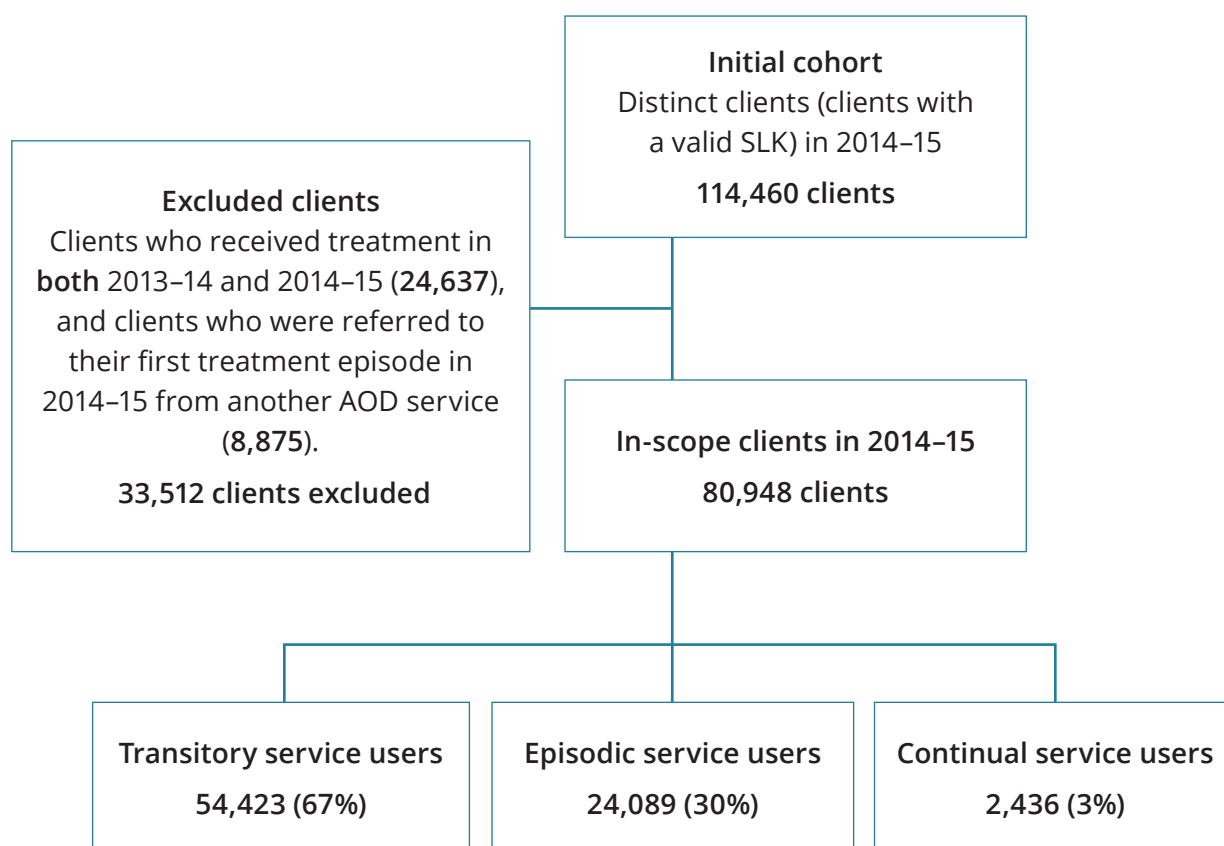 Initial cohort
Distinct clients (clients with
a valid SLK) in 2014–15
114,460 clients
Excluded clients
Clients who received treatment in
both 2013–14 and 2014–15 (24,637),
and clients who were referred to
their first treatment episode in
2014–15 from another AOD service
(8,875).
33,512 clients excluded
In-scope clients in 2014–15
80,948 clients
Transitory service users
54,423 (67%)
Episodic service users
24,089 (30%)
Continual service users
2,436 (3%)